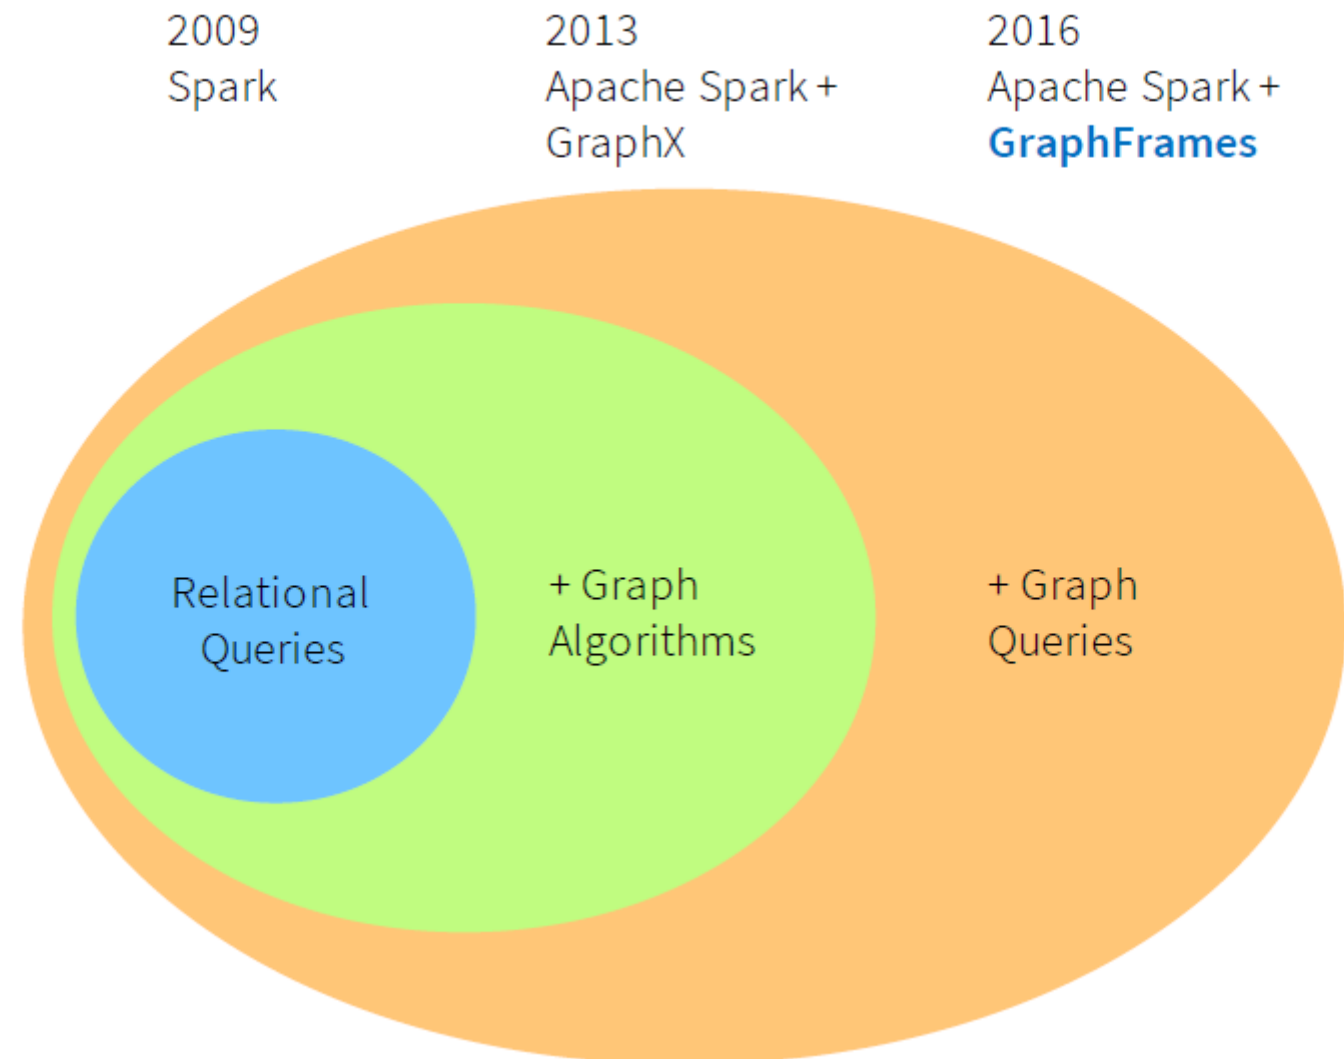 2009
Spark
2013
Apache Spark +
GraphX
2016
Apache Spark +
GraphFrames
Relational
Queries
+ Graph
Algorithms
+ Graph
Queries